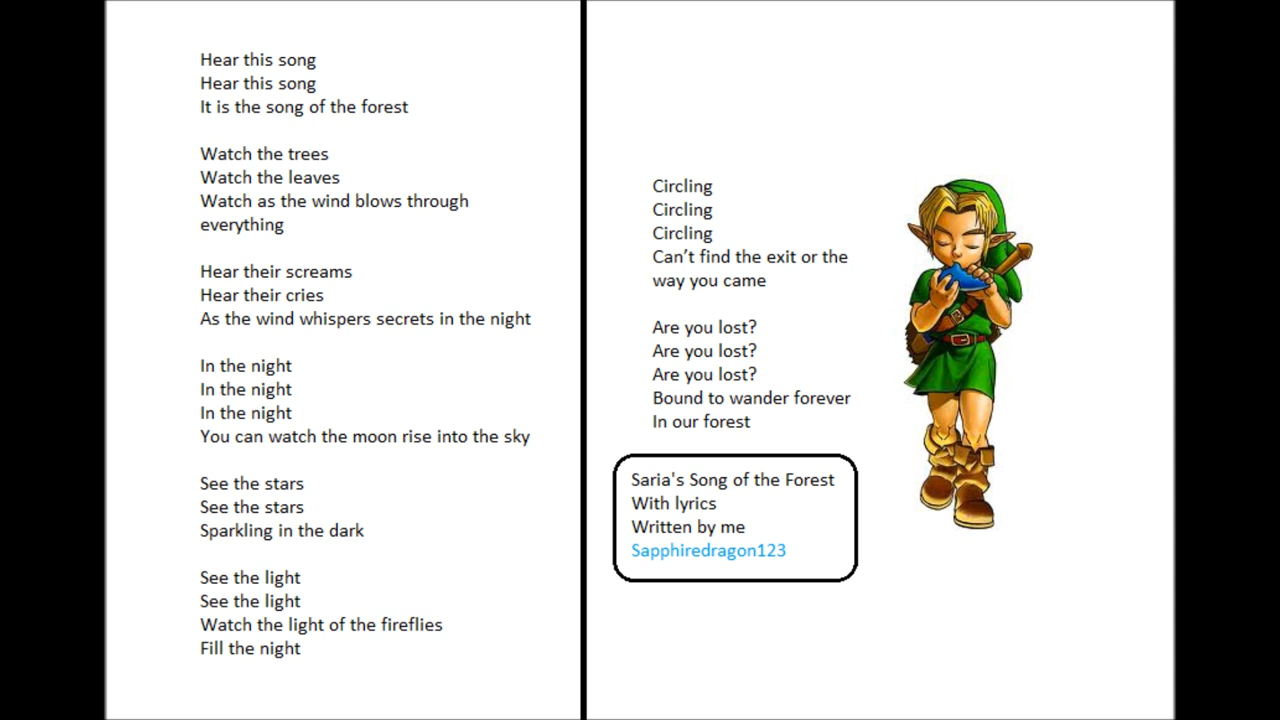 Hear this song
Hear this song
It is the song of the forest
Watch the trees
Watch the leaves
Watch as the wind blows through
everything
Hear their screams
Hear their cries
As the wind whispers secrets in the night
In the night
In the night
In the night
You can watch the moon rise into the sky
See the stars
See the stars
Sparkling in the dark
See the light
See the light
Watch the light of the fireflies
Fill the night
Circling
Circling
Circling
Can’t find the exit or the
way you came
Are you lost?
Are you lost?
Are you lost?
Bound to wander forever
In our forest
Saria's Song of the Forest
With lyrics
Written by me
Sapphiredragon123